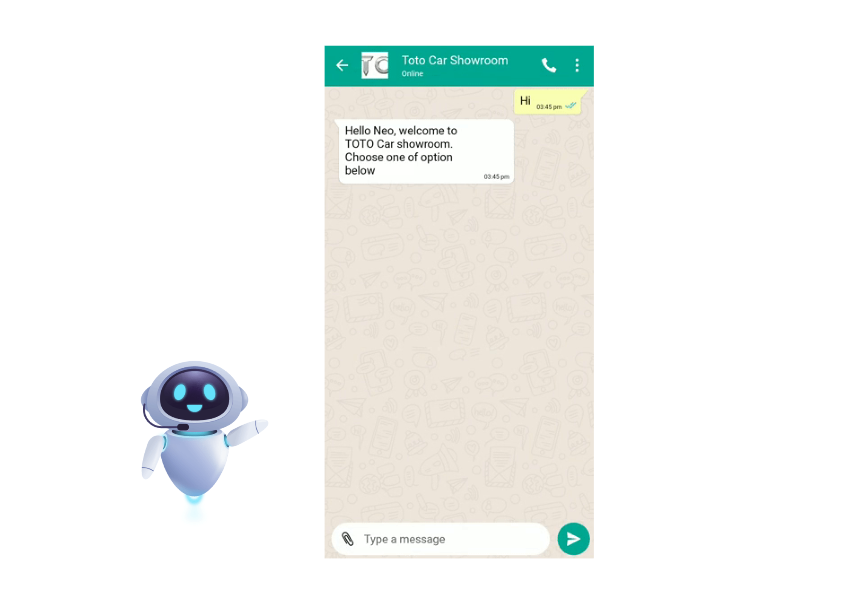 TO
Toto Car Showroom
Online
Hi
03:45 pm
Hello Neo, welcome to
TOTO Car showroom.
Choose one of option
below
03:45 pm
Type a message